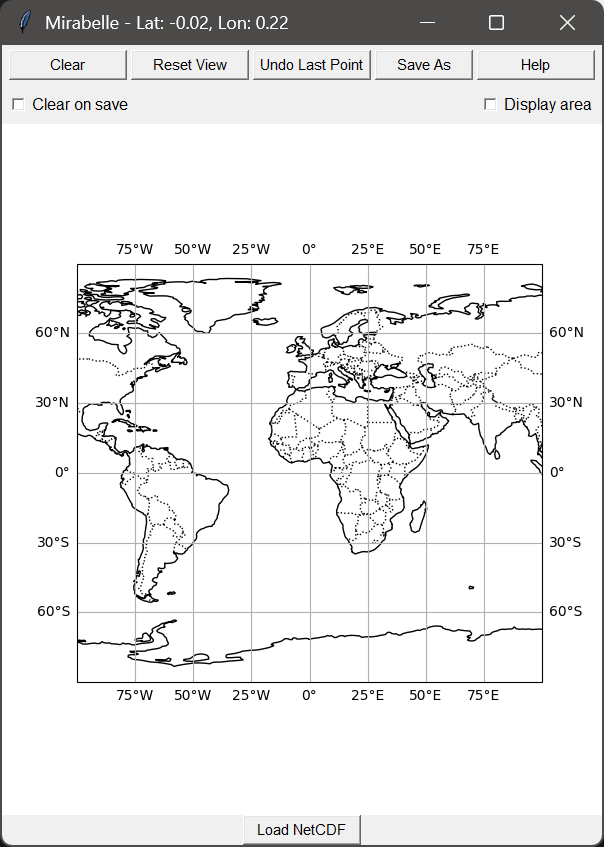 Mirabelle - Lat: -0.02, Lon: 0.22
Clear Reset View Undo Last Point Save As Help
Clear on save Display area
75°W 50°W 25°W 0° 25°E 50°E 75°E
60°N 60°N
30°N 30°N
0° 0°
30°S 30°S
60°S 60°S
75°W 50°W 25°W 0° 25°E 50°E 75°E
Load NetCDF